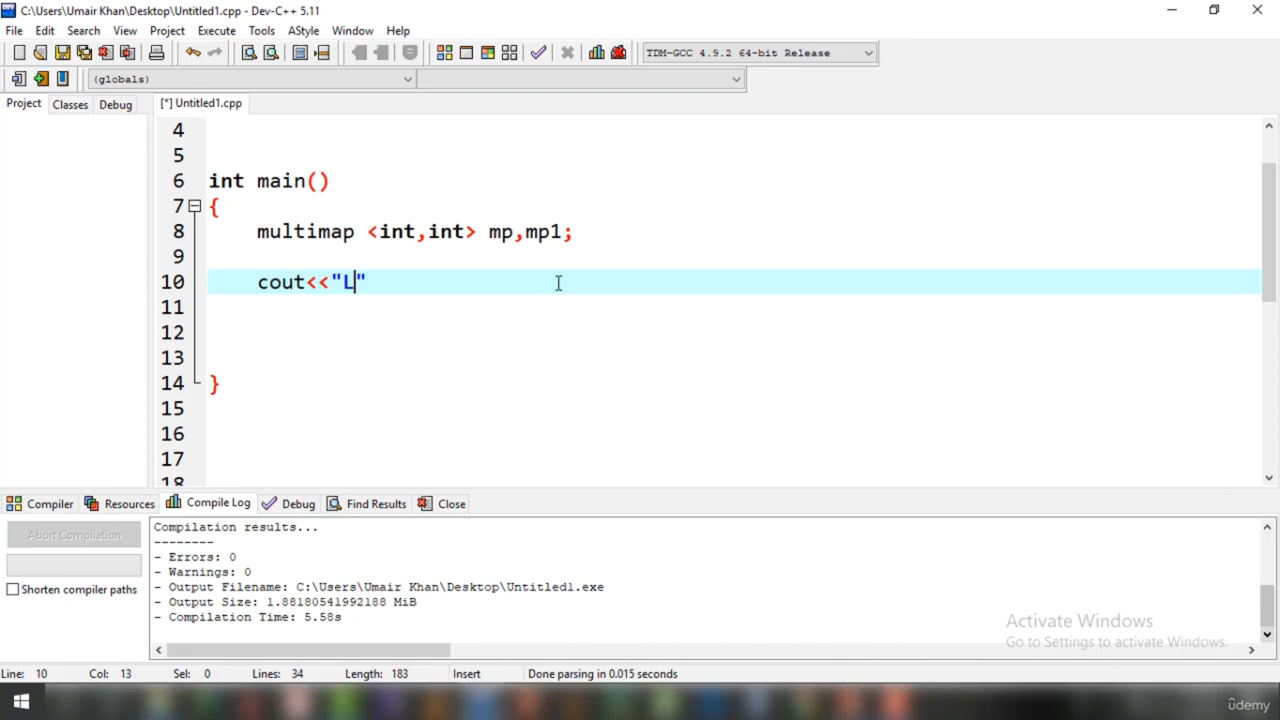 C:\Users\Umair Khan\Desktop\Untitled1.cpp - Dev-C++ 5.11
File Edit Search View Project Execute Tools AStyle Window Help
TDM-GCC 4.9.2 64-bit Release
(globals)
Project Classes Debug [*] Untitled1.cpp
4
5
6 int main()
7 {
8 multimap <int,int> mp,mp1;
9
10 cout<<"L"
11
12
13
14 }
15
16
17
18
Compiler Resources Compile Log Debug Find Results Close
Abort Compilation
Shorten compiler paths
Compilation results...
--------
- Errors: 0
- Warnings: 0
- Output Filename: C:\Users\Umair Khan\Desktop\Untitled1.exe
- Output Size: 1.88180541992188 MiB
- Compilation Time: 5.58s
Activate Windows
Go to Settings to activate Windows.
Line: 10 Col: 13 Sel: 0 Lines: 34 Length: 183 Insert Done parsing in 0.015 seconds
ûdemy